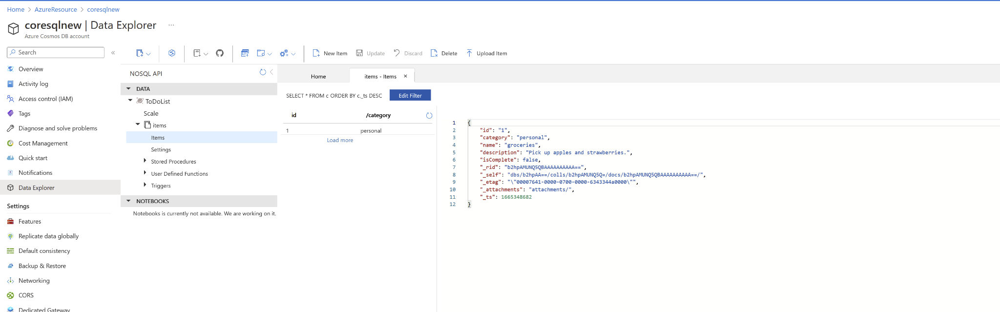 Home > AzureResource > coresqlnew
coresqlnew | Data Explorer ...
Azure Cosmos DB account
Search «
Overview
Activity log
Access control (IAM)
Tags
Diagnose and solve problems
Cost Management
Quick start
Notifications
Data Explorer
Settings
Features
Replicate data globally
Default consistency
Backup & Restore
Networking
CORS
Dedicated Gateway
New Item Update Discard Delete Upload Item
NOSQL API
DATA
ToDoList
Scale
items
Items
Settings
Stored Procedures
User Defined Functions
Triggers
NOTEBOOKS
Notebooks is currently not available. We are working on it.
Home items - Items ×
SELECT * FROM c ORDER BY c._ts DESC Edit Filter
id /category
1 personal
Load more
1 {
2 "id": "1",
3 "category": "personal",
4 "name": "groceries",
5 "description": "Pick up apples and strawberries.",
6 "isComplete": false,
7 "_rid": "b2hpAMUNQ5QBAAAAAAAAAA==",
8 "_self": "dbs/b2hpAA==/colls/b2hpAMUNQ5Q=/docs/b2hpAMUNQ5QBAAAAAAAAAA==/",
9 "_etag": "\"00007641-0000-0700-0000-6343344a0000\"",
10 "_attachments": "attachments/",
11 "_ts": 1665348682
12 }